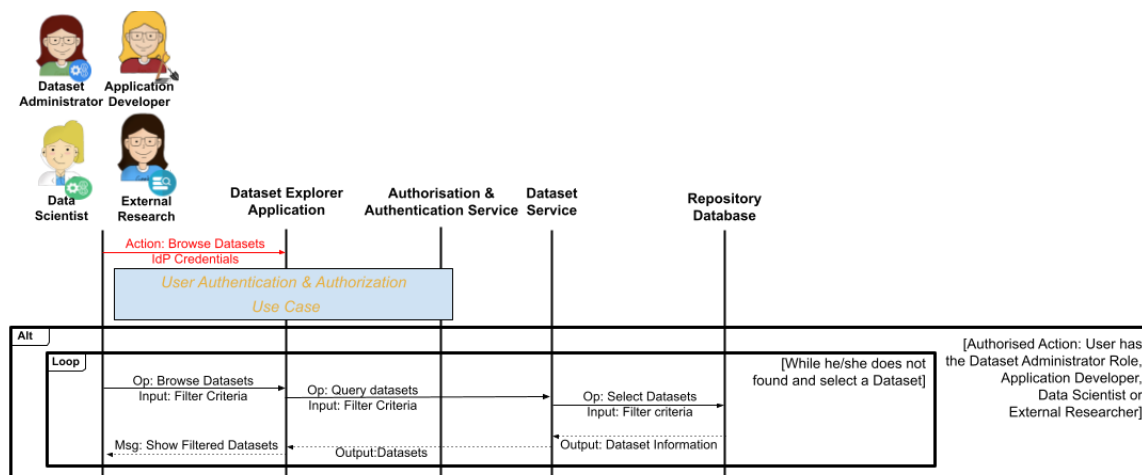 Dataset
Administrator
Application
Developer
Data
Scientist
External
Research
Dataset Explorer
Application
Authorisation &
Authentication Service
Dataset
Service
Repository
Database
Action: Browse Datasets
IdP Credentials
User Authentication & Authorization
Use Case
Alt
[Authorised Action: User has
the Dataset Administrator Role,
Application Developer,
Data Scientist or
External Researcher]
Loop
[While he/she does not
found and select a Dataset]
Op: Browse Datasets
Input: Filter Criteria
Op: Query datasets
Input: Filter Criteria
Op: Select Datasets
Input: Filter criteria
Output: Dataset Information
Output:Datasets
Msg: Show Filtered Datasets